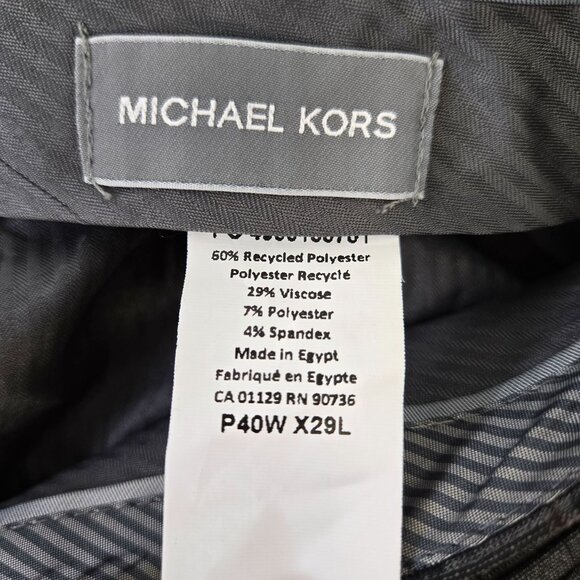 MICHAEL KORS
60% Recycled Polyester
Polyester Recyclé
29% Viscose
7% Polyester
4% Spandex
Made in Egypt
Fabriqué en Egypte
CA 01129 RN 90736
P40W X29L